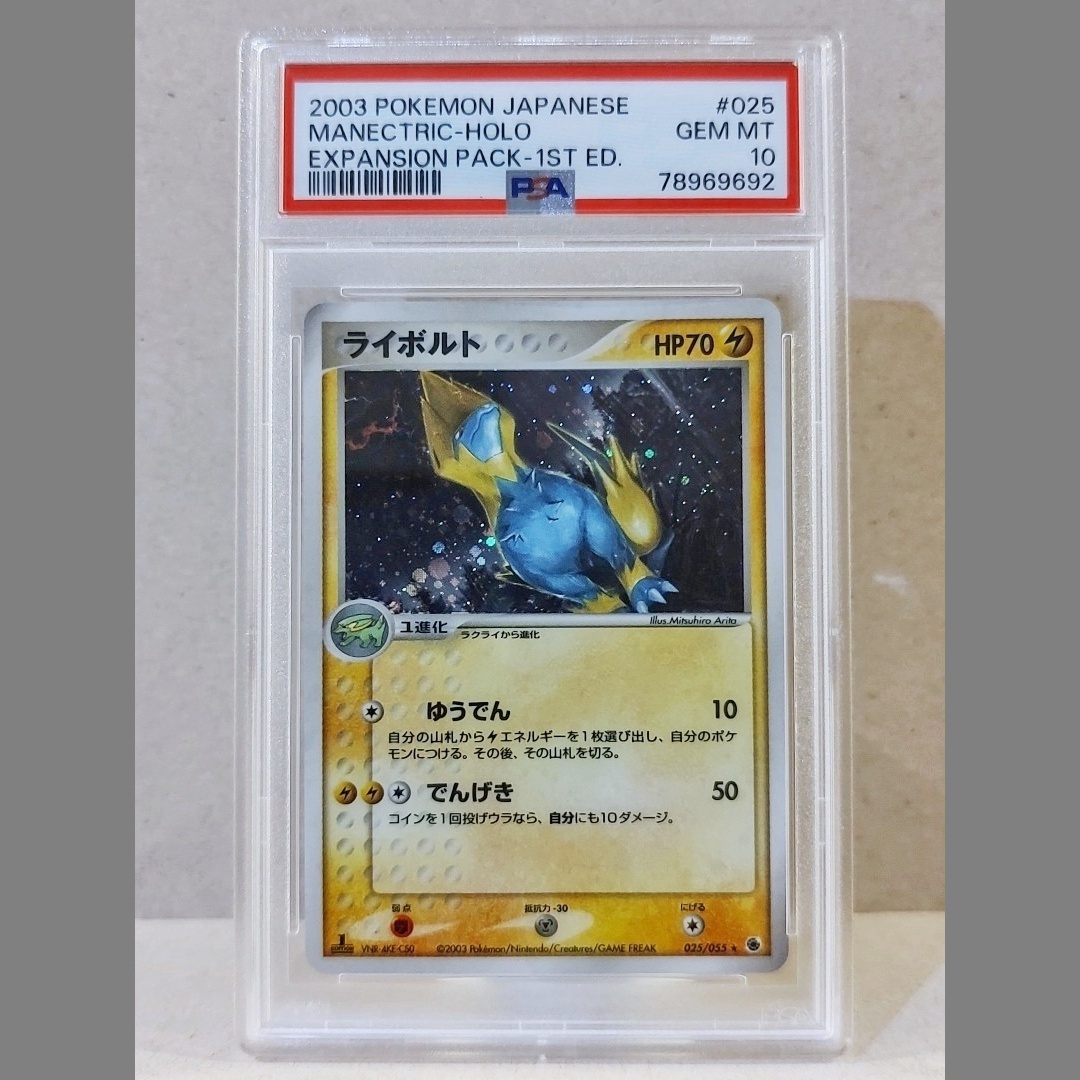 2003 POKEMON JAPANESE #025
MANECTRIC-HOLO GEM MT
EXPANSION PACK-1ST ED. 10
PSA 78969692
ライボルト HP70
Illus.Mitsuhiro Arita
1進化 ラクライから進化
ゆうでん 10
自分の山札からエネルギーを1枚選び出し、自分のポケ
モンにつける。その後、その山札を切る。
でんげき 50
コインを1回投げウラなら、自分にも10ダメージ。
弱点 抵抗力 -30 にげる
1 EDITION VNR-4KE-C50 ©2003 Pokémon/Nintendo/Creatures/GAME FREAK 025/055 ★